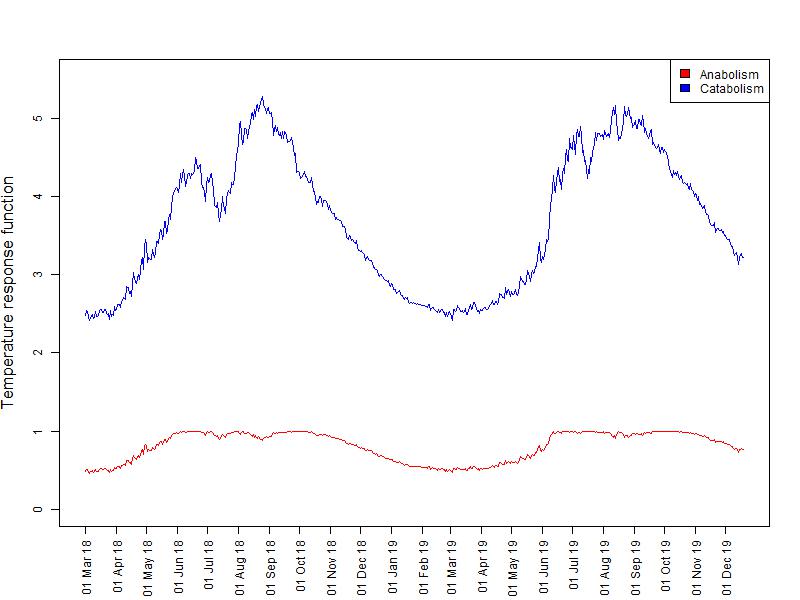 Anabolism
Catabolism
Temperature response function
5
4
3
2
1
0
01 Mar 18
01 Apr 18
01 May 18
01 Jun 18
01 Jul 18
01 Aug 18
01 Sep 18
01 Oct 18
01 Nov 18
01 Dec 18
01 Jan 19
01 Feb 19
01 Mar 19
01 Apr 19
01 May 19
01 Jun 19
01 Jul 19
01 Aug 19
01 Sep 19
01 Oct 19
01 Nov 19
01 Dec 19